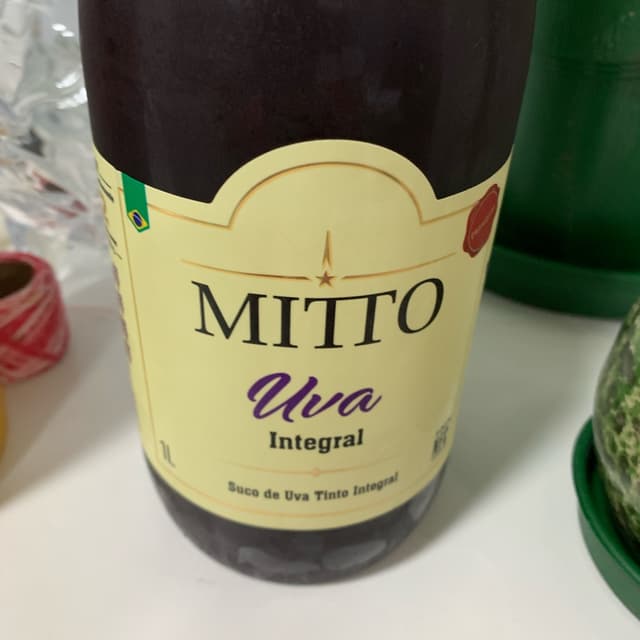 MITTO
Uva
Integral
1L
Suco de Uva Tinto Integral